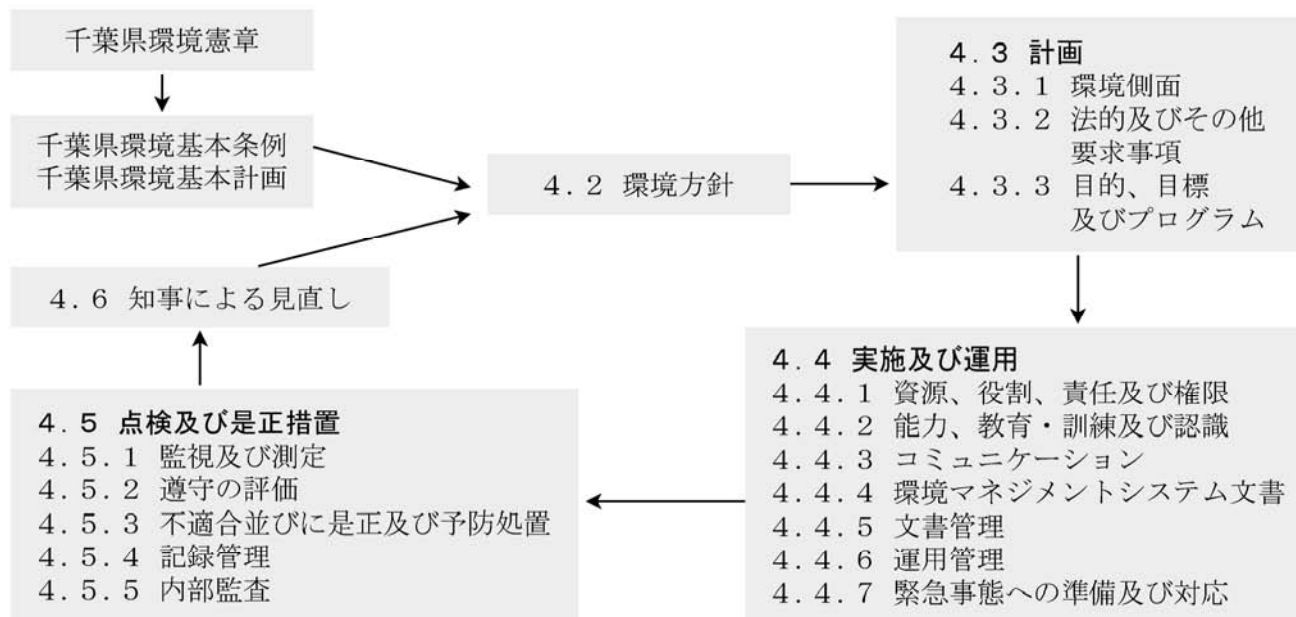 千葉県環境憲章
千葉県環境基本条例
千葉県環境基本計画
4.2 環境方針
4.3 計画
4.3.1 環境側面
4.3.2 法的及びその他
要求事項
4.3.3 目的、目標
及びプログラム
4.6 知事による見直し
4.4 実施及び運用
4.4.1 資源、役割、責任及び権限
4.4.2 能力、教育・訓練及び認識
4.4.3 コミュニケーション
4.4.4 環境マネジメントシステム文書
4.4.5 文書管理
4.4.6 運用管理
4.4.7 緊急事態への準備及び対応
4.5 点検及び是正措置
4.5.1 監視及び測定
4.5.2 遵守の評価
4.5.3 不適合並びに是正及び予防処置
4.5.4 記録管理
4.5.5 内部監査